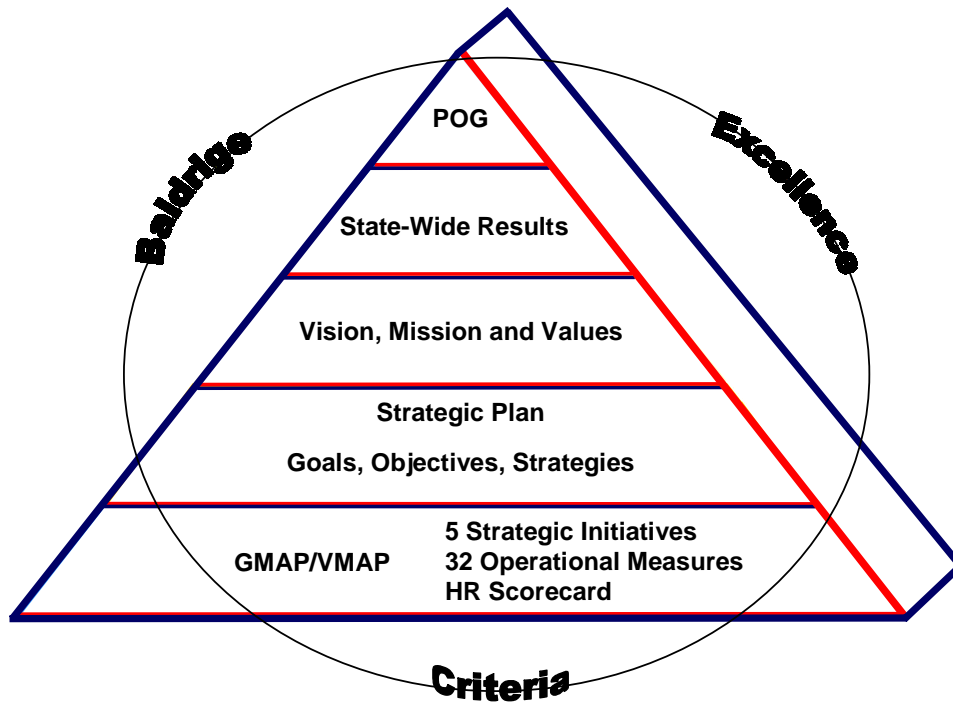 POG
Baldrige
Excellence
State-Wide Results
Vision, Mission and Values
Strategic Plan
Goals, Objectives, Strategies
GMAP/VMAP
5 Strategic Initiatives
32 Operational Measures
HR Scorecard
Criteria